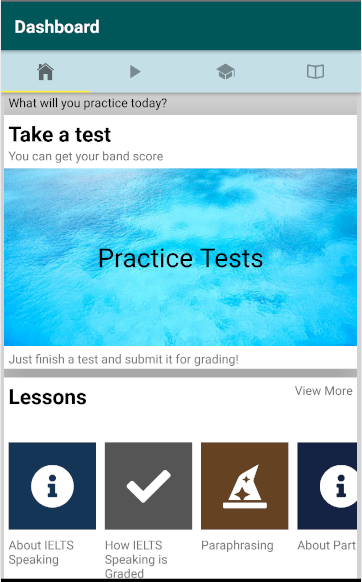 Dashboard
What will you practice today?
Take a test
You can get your band score
Practice Tests
Just finish a test and submit it for grading!
Lessons
View More
About IELTS
Speaking
How IELTS
Speaking is
Graded
Paraphrasing
About Part